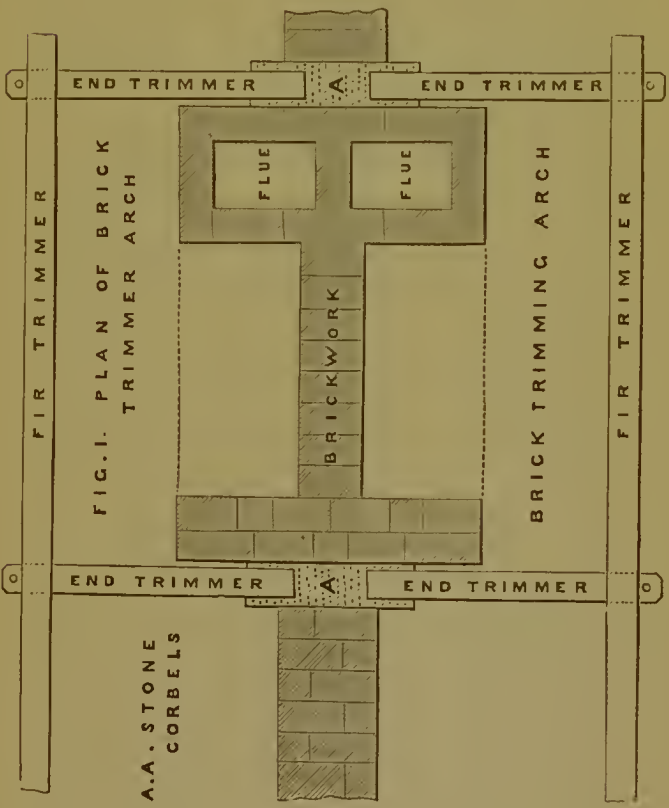 END TRIMMER
A
END TRIMMER
FIR TRIMMER
FIG. 1. PLAN OF BRICK
TRIMMER ARCH
FLUE
FLUE
BRICKWORK
BRICK TRIMMING ARCH
FIR TRIMMER
END TRIMMER
A
END TRIMMER
A.A. STONE
CORBELS